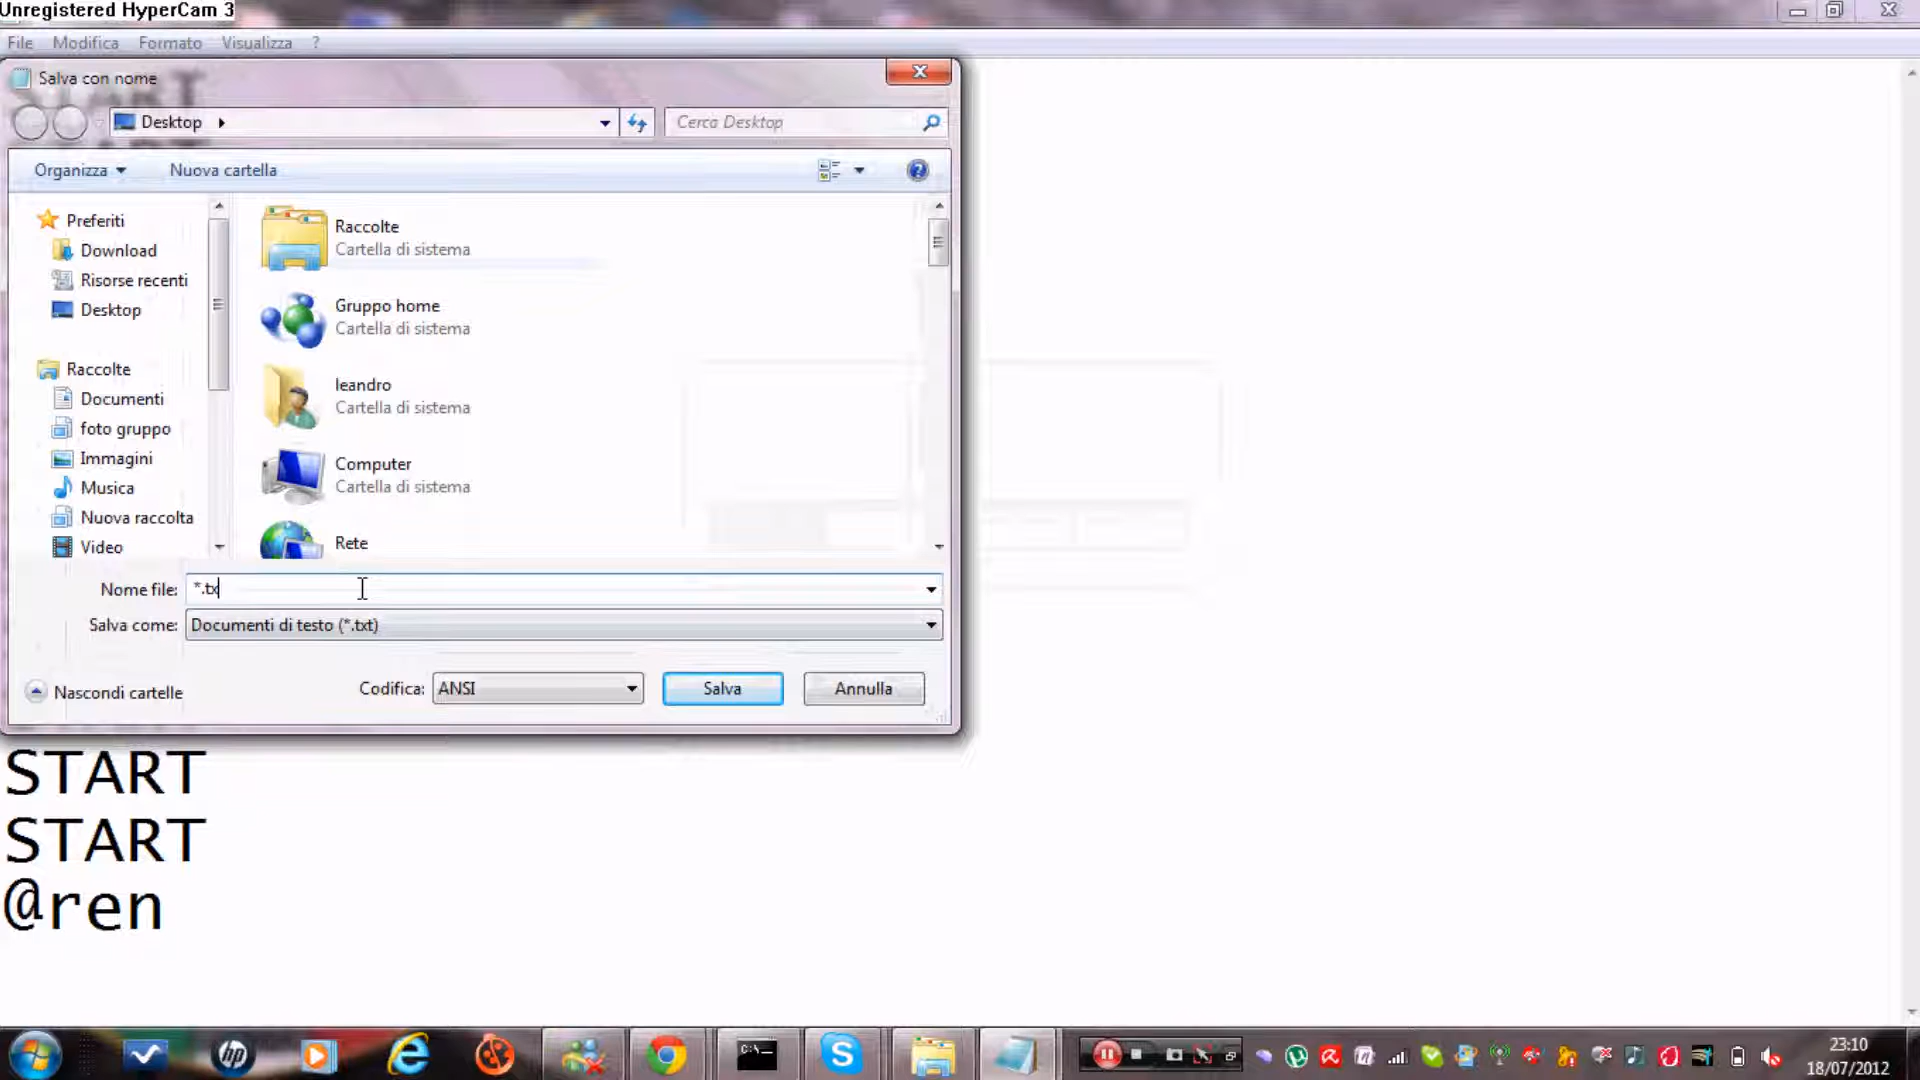 Unregistered HyperCam 3
File Modifica Formato Visualizza ?
Salva con nome
Desktop
Cerca Desktop
Organizza
Nuova cartella
Preferiti
Download
Risorse recenti
Desktop
Raccolte
Documenti
foto gruppo
Immagini
Musica
Nuova raccolta
Video
Raccolte
Cartella di sistema
Gruppo home
Cartella di sistema
leandro
Cartella di sistema
Computer
Cartella di sistema
Rete
Nome file: *.tx
Salva come: Documenti di testo (*.txt)
Nascondi cartelle
Codifica: ANSI
Salva
Annulla
START
START
@ren
23:10
18/07/2012